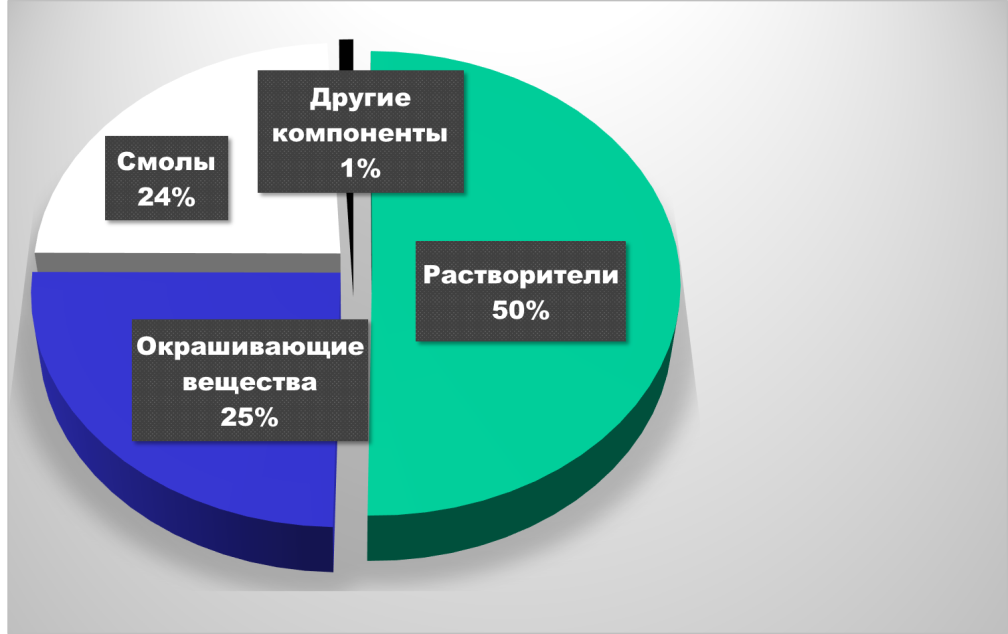 Другие
компоненты
1%
Смолы
24%
Растворители
50%
Окрашивающие
вещества
25%